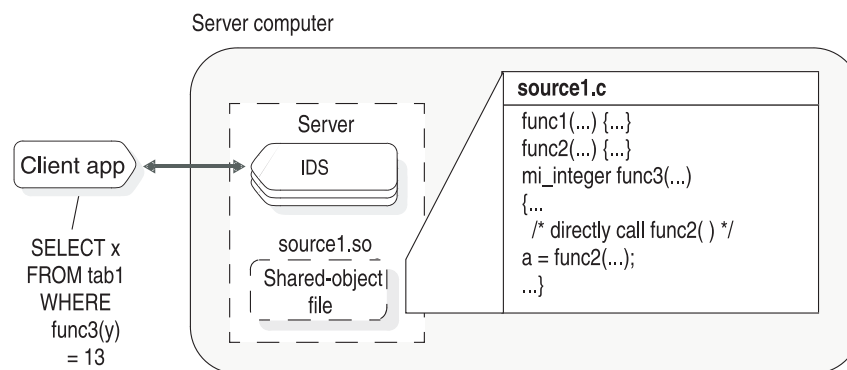 Server computer
Client app
SELECT x
FROM tab1
WHERE
func3(y)
= 13
Server
IDS
source1.so
Shared-object
file
source1.c
func1(...) {...}
func2(...) {...}
mi_integer func3(...)
{...
/* directly call func2( ) */
a = func2(...);
...}